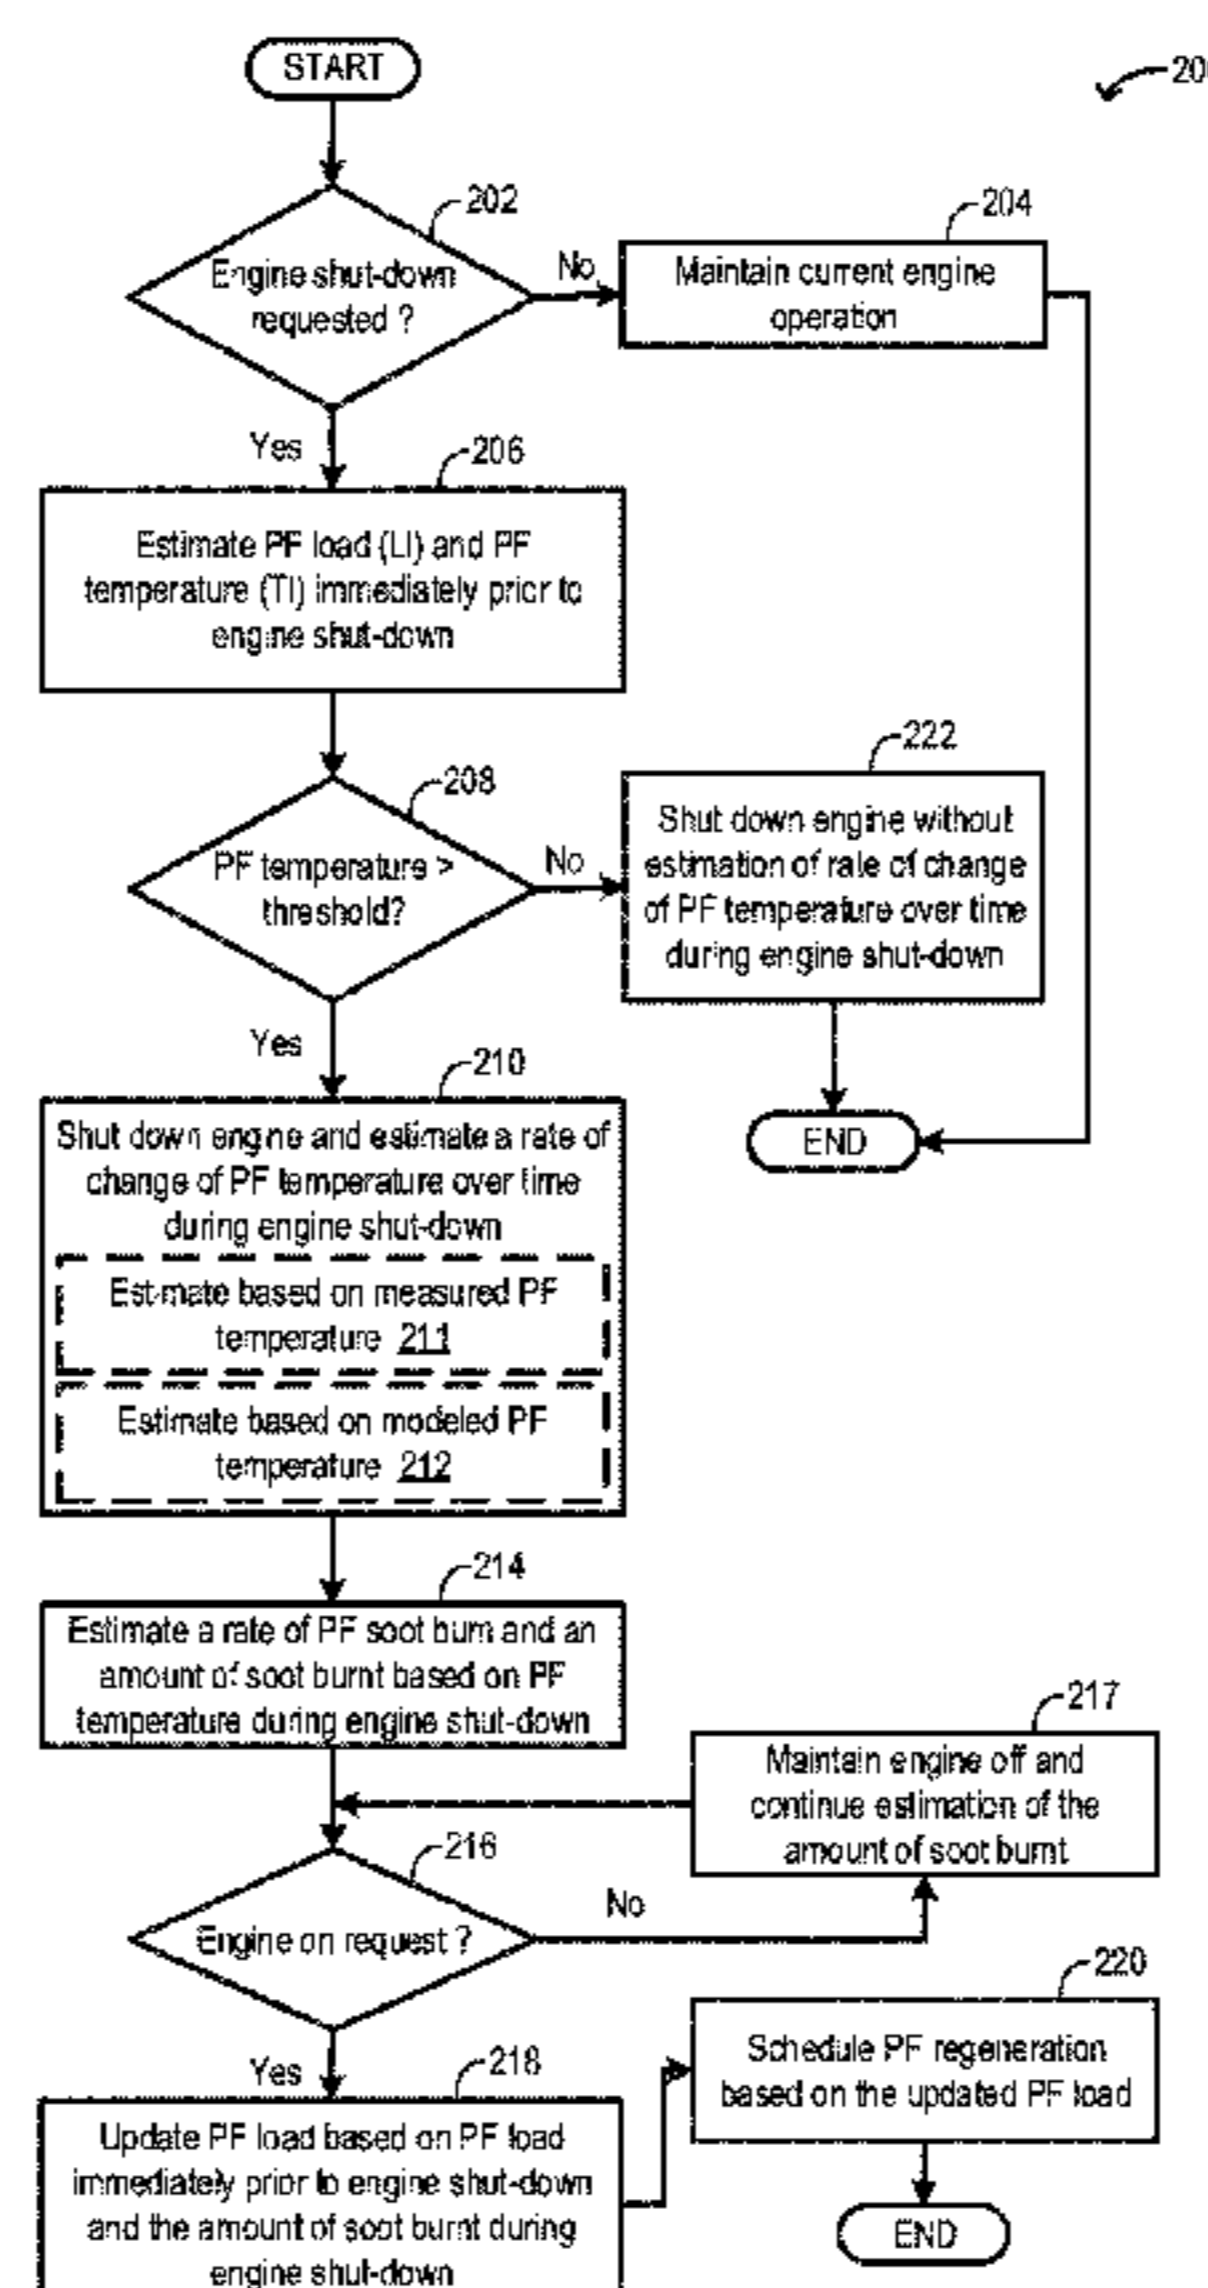 START
20
202
Engine shut-down
requested ?
No
204
Maintain current engine
operation
Yes
206
Estimate PF load (LI) and PF
temperature (TI) immediately prior to
engine shut-down
208
PF temperature >
threshold?
No
222
Shut down engine without
estimation of rate of change
of PF temperature over time
during engine shut-down
END
Yes
210
Shut down engine and estimate a rate of
change of PF temperature over time
during engine shut-down
Estimate based on measured PF
temperature 211
Estimate based on modeled PF
temperature 212
214
Estimate a rate of PF soot burn and an
amount of soot burnt based on PF
temperature during engine shut-down
217
Maintain engine off and
continue estimation of the
amount of soot burnt
216
Engine on request ?
No
Yes
218
Update PF load based on PF load
immediately prior to engine shut-down
and the amount of soot burnt during
engine shut-down
220
Schedule PF regeneration
based on the updated PF load
END